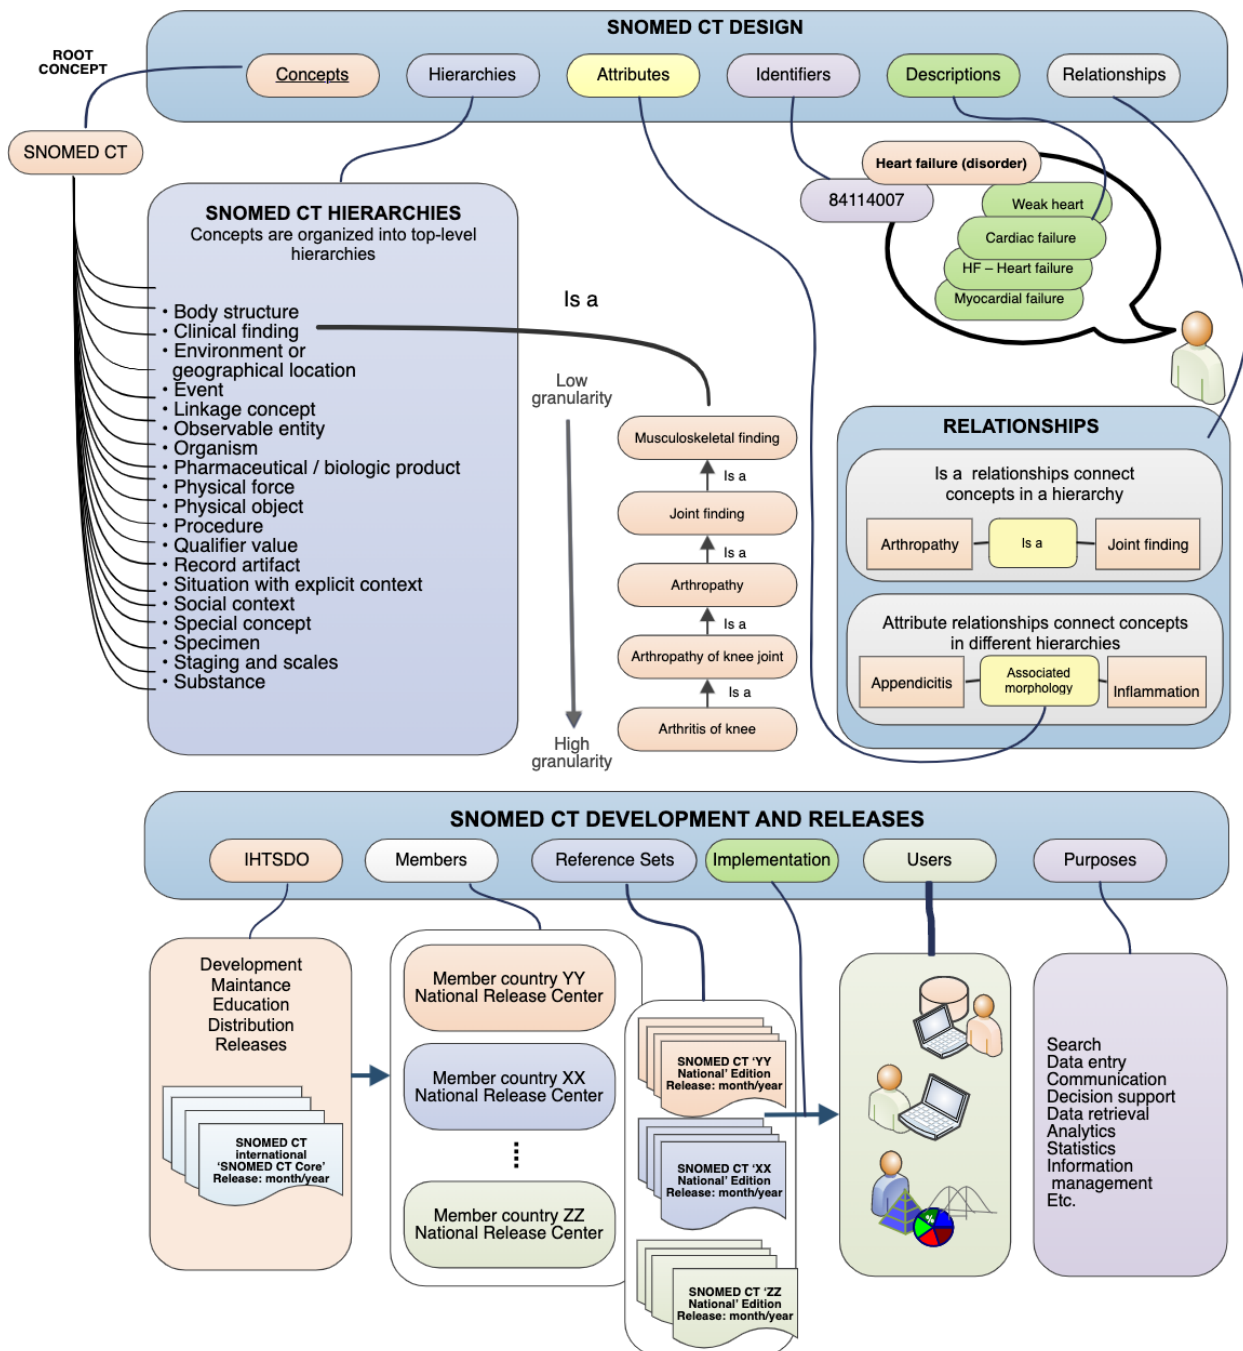 SNOMED CT DESIGN
ROOT
CONCEPT
Concepts
Hierarchies
Attributes
Identifiers
Descriptions
Relationships
SNOMED CT
Heart failure (disorder)
84114007
Weak heart
Cardiac failure
HF – Heart failure
Myocardial failure
SNOMED CT HIERARCHIES
Concepts are organized into top-level
hierarchies
• Body structure
• Clinical finding
• Environment or
geographical location
• Event
• Linkage concept
• Observable entity
• Organism
• Pharmaceutical / biologic product
• Physical force
• Physical object
• Procedure
• Qualifier value
• Record artifact
• Situation with explicit context
• Social context
• Special concept
• Specimen
• Staging and scales
• Substance
Is a
Low
granularity
High
granularity
Musculoskeletal finding
Is a
Joint finding
Is a
Arthropathy
Is a
Arthropathy of knee joint
Is a
Arthritis of knee
RELATIONSHIPS
Is a relationships connect
concepts in a hierarchy
Arthropathy
Is a
Joint finding
Attribute relationships connect concepts
in different hierarchies
Appendicitis
Associated
morphology
Inflammation
SNOMED CT DEVELOPMENT AND RELEASES
IHTSDO
Members
Reference Sets
Implementation
Users
Purposes
Development
Maintance
Education
Distribution
Releases
SNOMED CT
international
‘SNOMED CT Core’
Release: month/year
Member country YY
National Release Center
Member country XX
National Release Center
Member country ZZ
National Release Center
SNOMED CT ‘YY
National’ Edition
Release: month/year
SNOMED CT ‘XX
National’ Edition
Release: month/year
SNOMED CT ‘ZZ
National’ Edition
Release: month/year
%
Search
Data entry
Communication
Decision support
Data retrieval
Analytics
Statistics
Information
management
Etc.